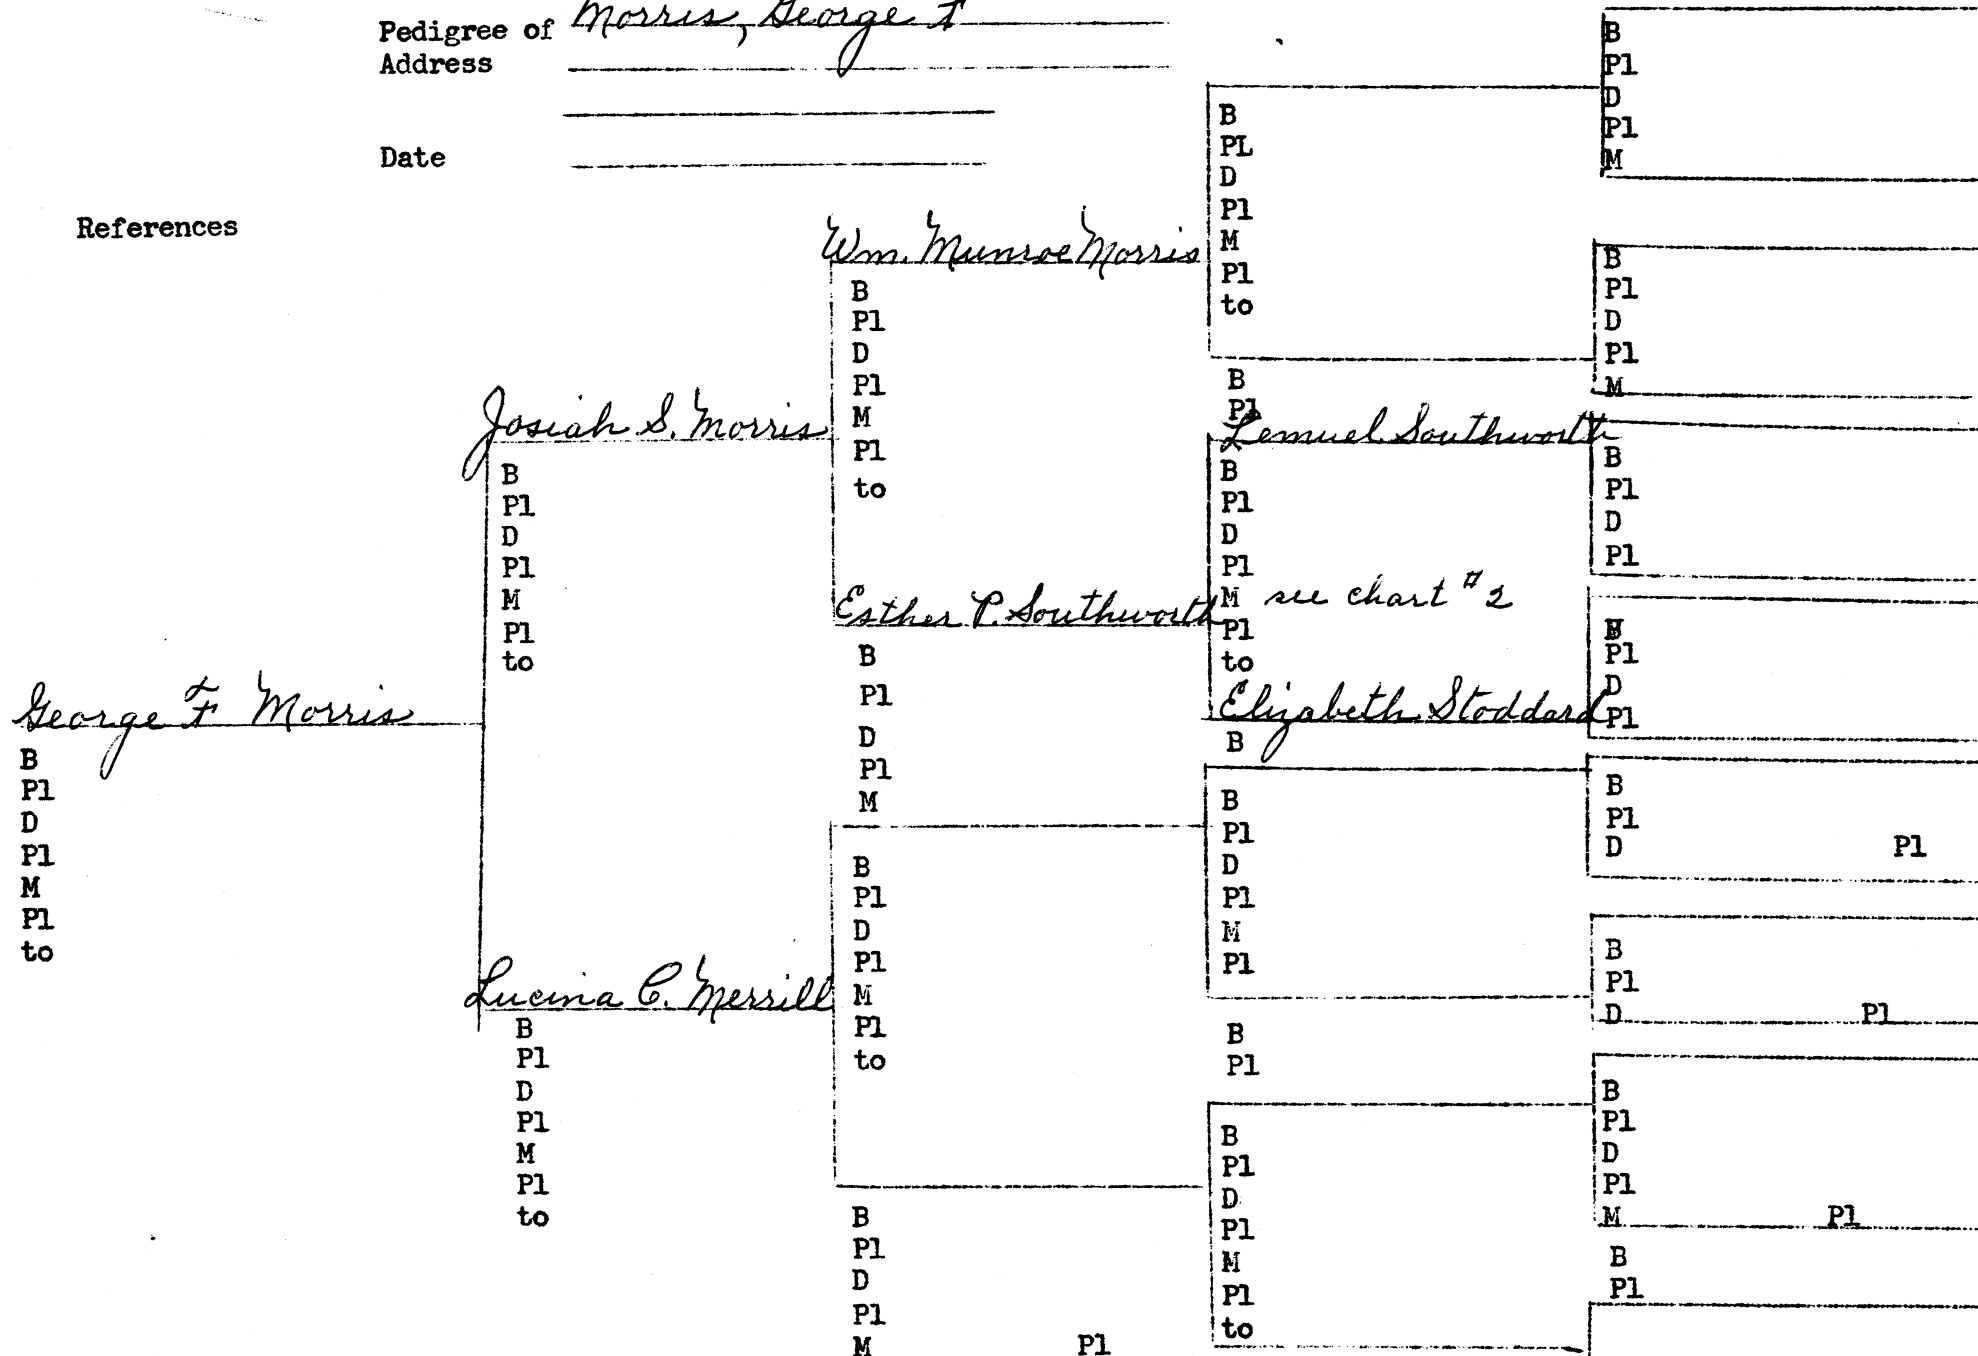 Pedigree of Morris, George F
Address
Date
References
George F Morris
B
Pl
D
Pl
M
Pl
to
Josiah S. Morris
B
Pl
D
Pl
M
Pl
to
Lucina C. Merrill
B
Pl
D
Pl
M
Pl
to
Wm. Munroe Morris
B
Pl
D
Pl
M
Pl
to
Esther P. Southworth
B
Pl
D
Pl
M
B
Pl
D
Pl
M
Pl
to
B
Pl
D
Pl
M Pl
B
PL
D
Pl
M
Pl
to
B
Pl
Lemuel Southworth
B
Pl
D
Pl
M see chart #2
Pl
to
Elizabeth Stoddard
B
B
Pl
D
Pl
M
Pl
B
Pl
B
Pl
D
Pl
M
Pl
to
B
Pl
D
Pl
M
B
Pl
D
Pl
M
B
Pl
D
Pl
Pl
D
Pl
B
Pl
D Pl
B
Pl
D Pl
B
Pl
D
Pl
M Pl
B
Pl